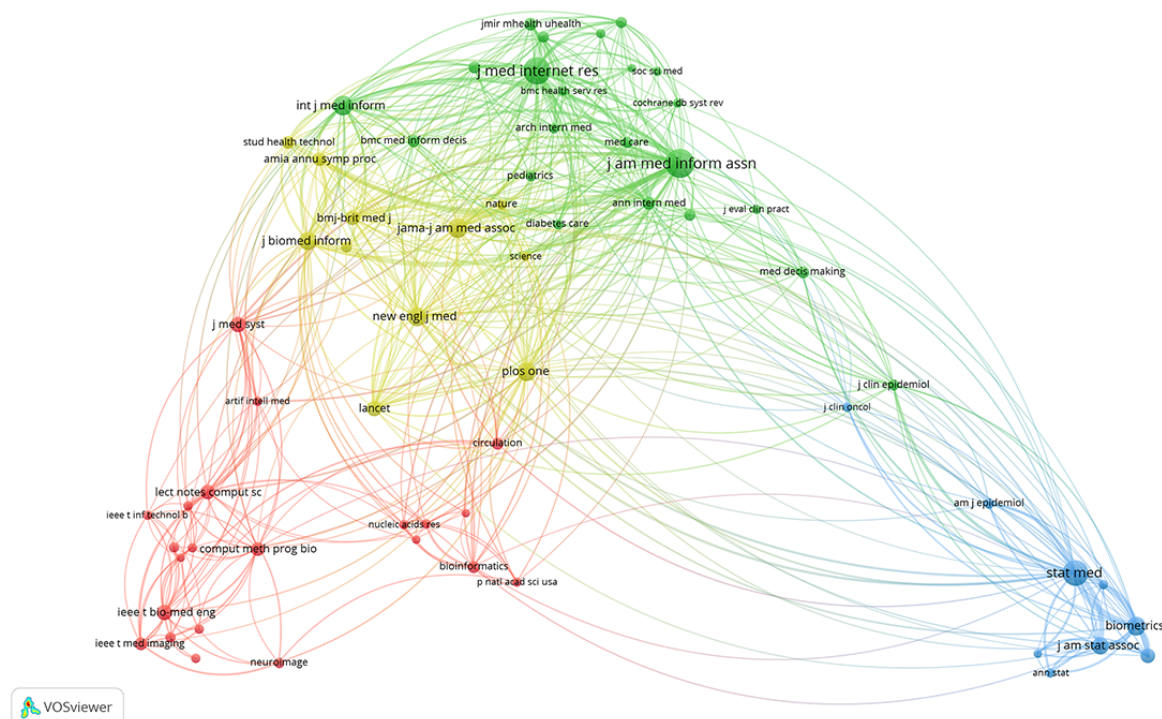 jmir mhealth uhealth
j med internet res
soc sci med
bmc health serv res
int j med inform
cochrane db syst rev
arch intern med
stud health technol
bmc med inform decis
med care
amia annu symp proc
j am med inform assn
pediatrics
nature
ann intern med
j eval clin pract
bmj-brit med j
jama-j am med assoc
diabetes care
j biomed inform
science
med decis making
new engl j med
j med syst
plos one
j clin epidemiol
artif intell med
lancet
j clin oncol
circulation
lect notes comput sc
am j epidemiol
ieee t inf technol b
nucleic acids res
comput meth prog bio
bioinformatics
stat med
p natl acad sci usa
ieee t bio-med eng
biometrics
ieee t med imaging
j am stat assoc
neuroimage
ann stat
VOSviewer